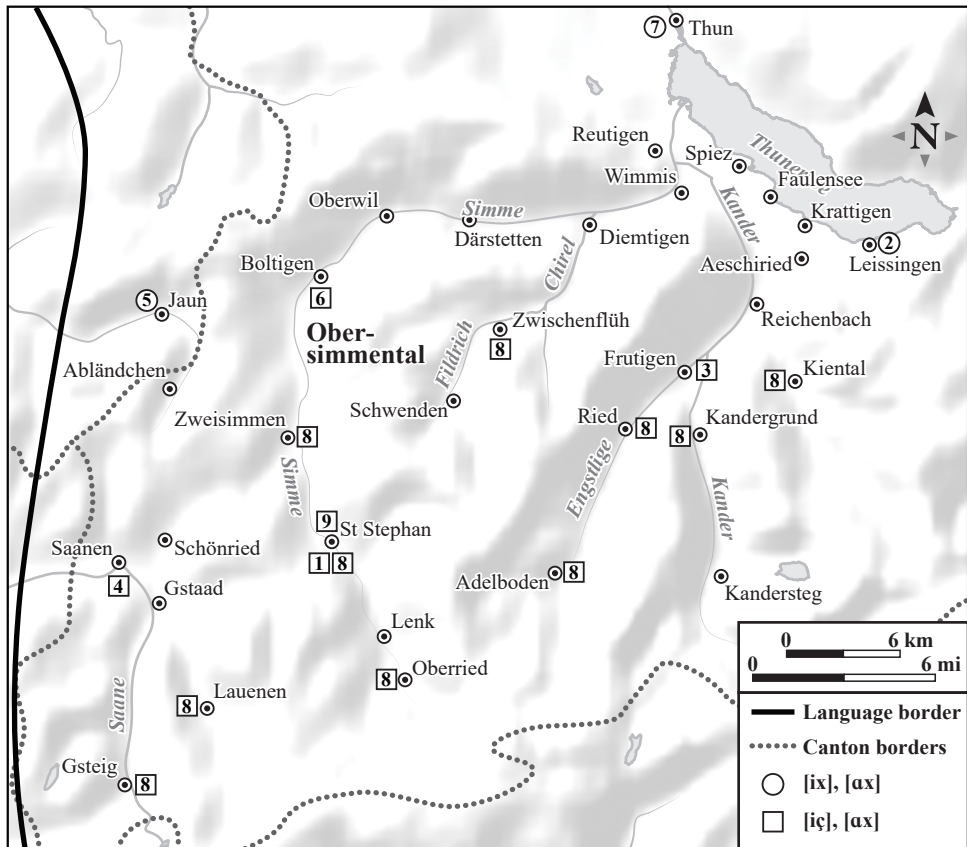 7
Thun
Reutigen
Spiez
Thunersee
Wimmis
Faulensee
Oberwil
Simme
Kander
Krattigen
Därstetten
Diemtigen
2
Leissingen
Boltigen
Chirel
Aeschiried
6
5
Jaun
Ober-
simmental
Zwischenflüh
8
Reichenbach
Fildrich
Frutigen
3
Abländchen
8
Kiental
Schwenden
Zweisimmen
8
Ried
8
8
Kandergrund
Simme
Engstlige
Kander
9
St Stephan
1
8
Saanen
Schönried
4
Gstaad
Adelboden
8
Kandersteg
Lenk
8
Oberried
Saane
8
Lauenen
Gsteig
8
N
0 6 km
0 6 mi
Language border
Canton borders
[ix], [ɑx]
[iç], [ɑx]